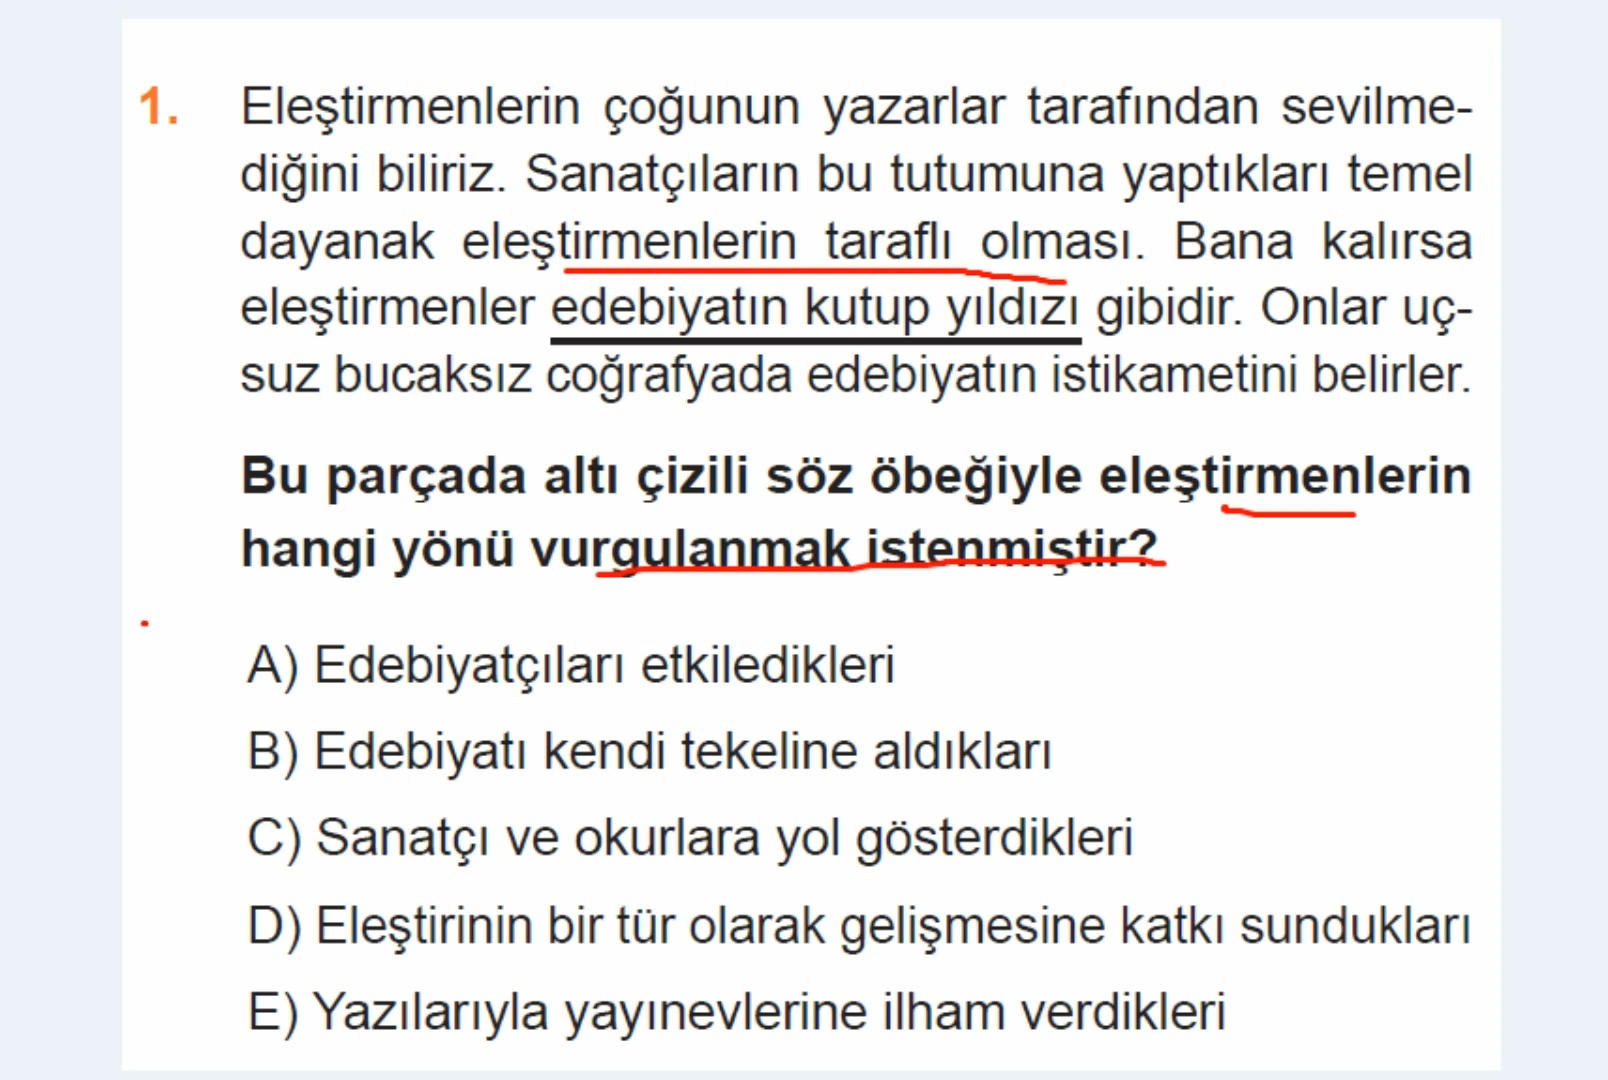 1. Eleştirmenlerin çoğunun yazarlar tarafından sevilme-
diğini biliriz. Sanatçıların bu tutumuna yaptıkları temel
dayanak eleştirmenlerin taraflı olması. Bana kalırsa
eleştirmenler edebiyatın kutup yıldızı gibidir. Onlar uç-
suz bucaksız coğrafyada edebiyatın istikametini belirler.
Bu parçada altı çizili söz öbeğiyle eleştirmenlerin
hangi yönü vurgulanmak istenmiştir?
A) Edebiyatçıları etkiledikleri
B) Edebiyatı kendi tekeline aldıkları
C) Sanatçı ve okurlara yol gösterdikleri
D) Eleştirinin bir tür olarak gelişmesine katkı sundukları
E) Yazılarıyla yayınevlerine ilham verdikleri